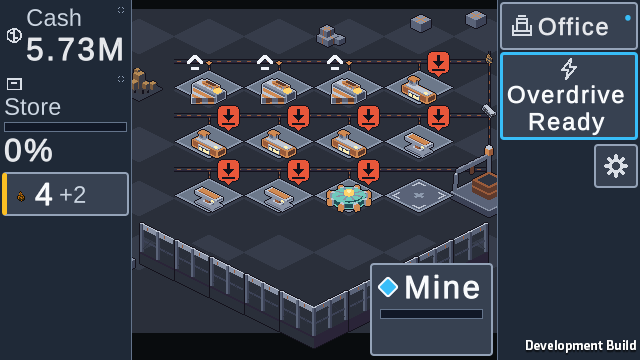 Cash
5.73M
Store
0%
4 +2
Office
Overdrive
Ready
Mine
Development Build